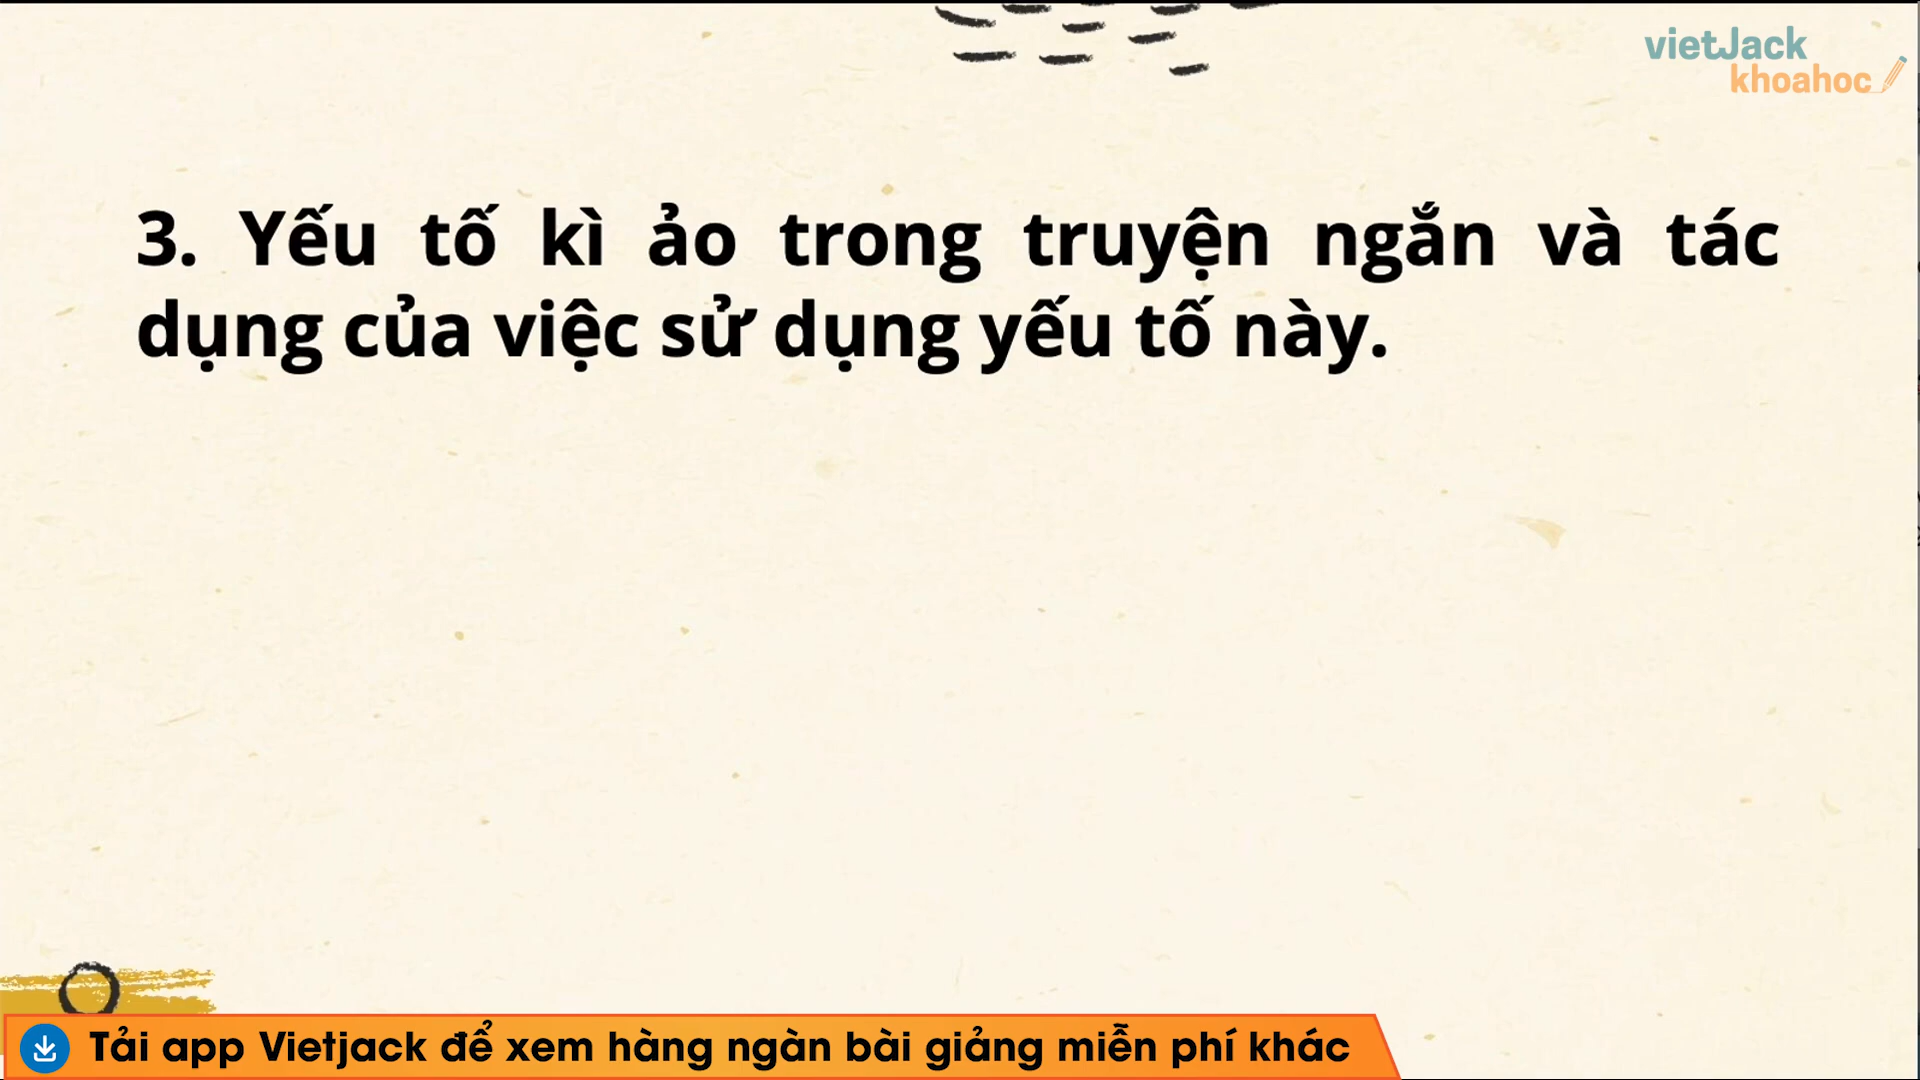 vietJack
khoahoc
3. Yếu tố kì ảo trong truyện ngắn và tác
dụng của việc sử dụng yếu tố này.
Tải app Vietjack để xem hàng ngàn bài giảng miễn phí khác